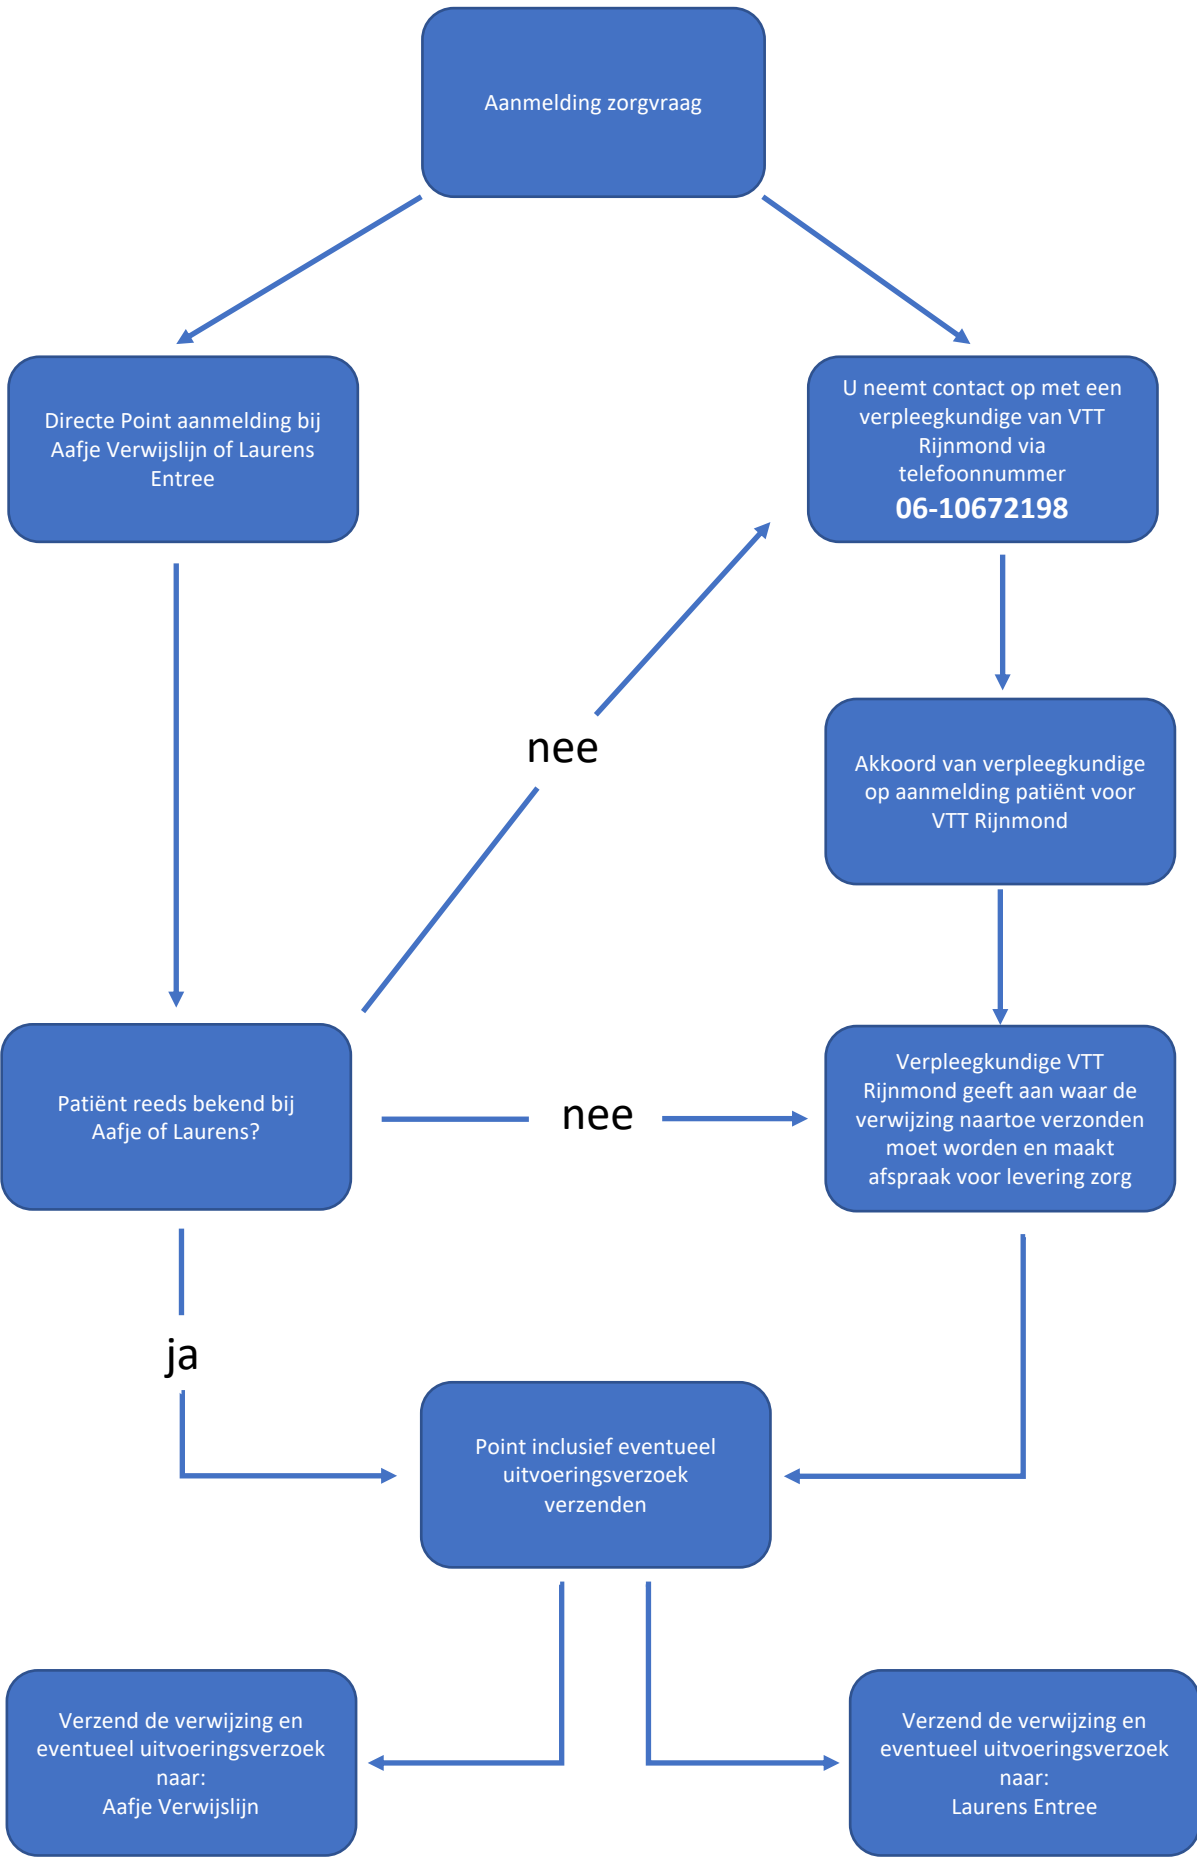 Aanmelding zorgvraag
Directe Point aanmelding bij
Aafje Verwijslijn of Laurens
Entree
U neemt contact op met een
verpleegkundige van VTT
Rijnmond via
telefoonnummer
06-10672198
nee
Akkoord van verpleegkundige
op aanmelding patiënt voor
VTT Rijnmond
Patiënt reeds bekend bij
Aafje of Laurens?
nee
Verpleegkundige VTT
Rijnmond geeft aan waar de
verwijzing naartoe verzonden
moet worden en maakt
afspraak voor levering zorg
ja
Point inclusief eventueel
uitvoeringsverzoek
verzenden
Verzend de verwijzing en
eventueel uitvoeringsverzoek
naar:
Aafje Verwijslijn
Verzend de verwijzing en
eventueel uitvoeringsverzoek
naar:
Laurens Entree